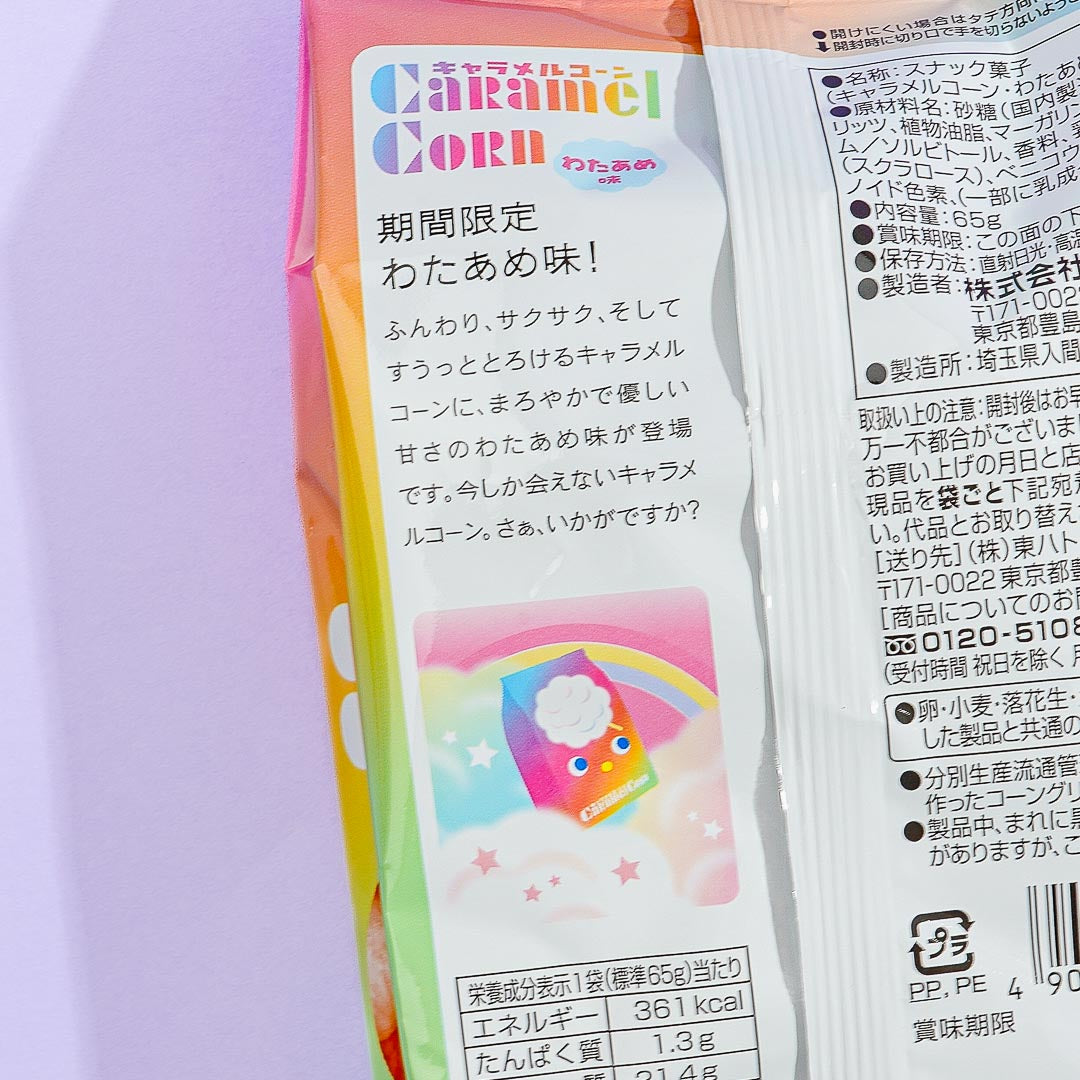 キャラメルコーン
Caramel
Corn
わたあめ
味
期間限定
わたあめ味!
ふんわり、サクサク、そして
すうっととろけるキャラメル
コーンに、まろやかで優しい
甘さのわたあめ味が登場
です。今しか会えないキャラメ
ルコーン。さぁ、いかがですか?
Caramel Corn
栄養成分表示1袋(標準65g)当たり
エネルギー 361kcal
たんぱく質 1.3g
質 21.4g
●開けにくい場合はタテ方向に
開封時に切り口で手を切らないよう
●名称:スナック菓子
(キャラメルコーン・わたあめ
●原材料名:砂糖(国内製
リッツ、植物油脂、マーガリン
ム/ソルビトール、香料、
(スクラロース)、ベニコウ
ノイド色素、(一部に乳成
●内容量:65g
●賞味期限:この面の下
●保存方法:直射日光・高温
●製造者:株式会社
〒171-0022
東京都豊島
●製造所:埼玉県入間
取扱い上の注意:開封後はお早
万一不都合がございまし
お買い上げの月日と店
現品を袋ごと下記宛
い。代品とお取り替え
[送り先](株)東ハト
〒171-0022東京都豊
[商品についてのお問
0120-510
(受付時間 祝日を除く 月
●卵・小麦・落花生・
した製品と共通の
●分別生産流通管
作ったコーングリ
●製品中、まれに黒
がありますが、こ
プラ
PP, PE
4 90
賞味期限